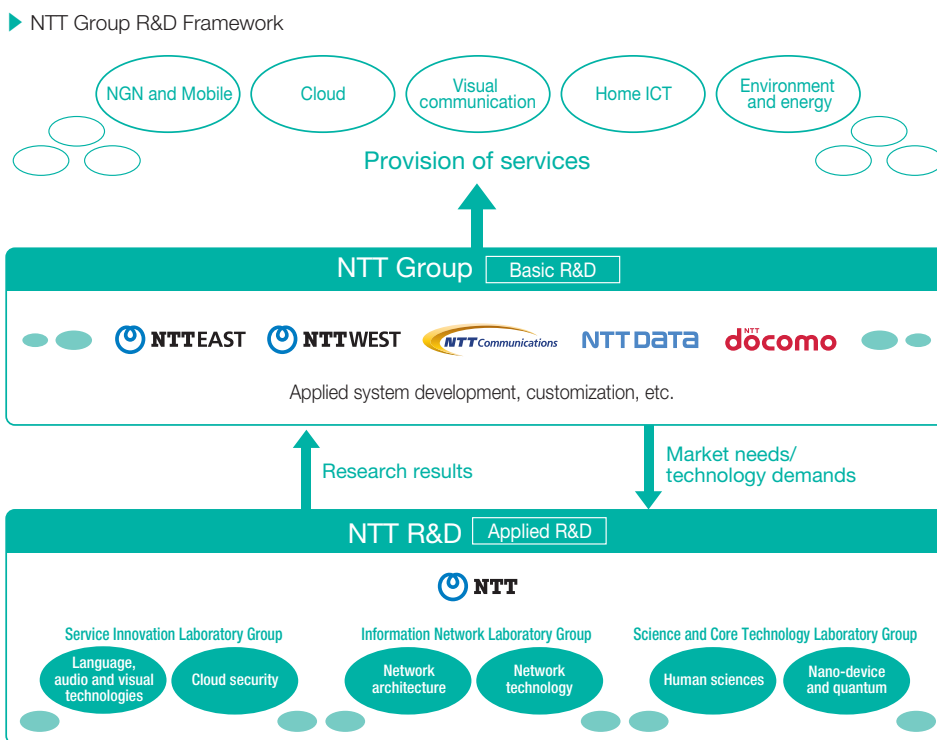 NTT Group R&D Framework
NGN and Mobile
Cloud
Visual
communication
Home ICT
Environment
and energy
Provision of services
NTT Group Basic R&D
NTT EAST
NTT WEST
NTT Communications
NTT DATA
NTT
döcomo
Applied system development, customization, etc.
Research results
Market needs/
technology demands
NTT R&D Applied R&D
NTT
Service Innovation Laboratory Group
Language,
audio and visual
technologies
Cloud security
Information Network Laboratory Group
Network
architecture
Network
technology
Science and Core Technology Laboratory Group
Human sciences
Nano-device
and quantum